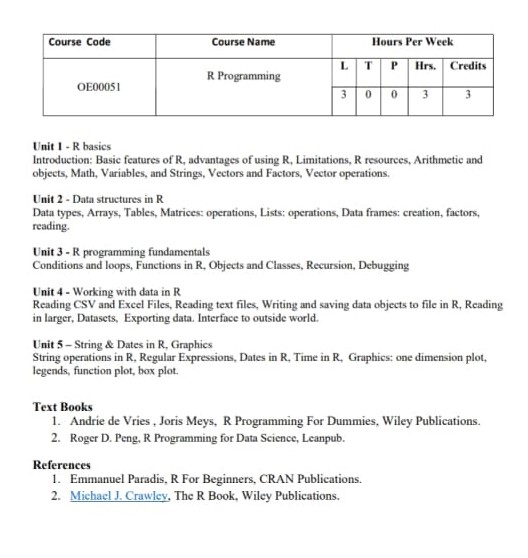 Course Code Course Name Hours Per Week
L T P Hrs. Credits
OE00051 R Programming
3 0 0 3 3
Unit 1 - R basics
Introduction: Basic features of R, advantages of using R, Limitations, R resources, Arithmetic and
objects, Math, Variables, and Strings, Vectors and Factors, Vector operations.
Unit 2 - Data structures in R
Data types, Arrays, Tables, Matrices: operations, Lists: operations, Data frames: creation, factors,
reading.
Unit 3 - R programming fundamentals
Conditions and loops, Functions in R, Objects and Classes, Recursion, Debugging
Unit 4 - Working with data in R
Reading CSV and Excel Files, Reading text files, Writing and saving data objects to file in R, Reading
in larger, Datasets, Exporting data. Interface to outside world.
Unit 5 – String & Dates in R, Graphics
String operations in R, Regular Expressions, Dates in R, Time in R, Graphics: one dimension plot,
legends, function plot, box plot.
Text Books
1. Andrie de Vries , Joris Meys, R Programming For Dummies, Wiley Publications.
2. Roger D. Peng, R Programming for Data Science, Leanpub.
References
1. Emmanuel Paradis, R For Beginners, CRAN Publications.
2. Michael J. Crawley, The R Book, Wiley Publications.